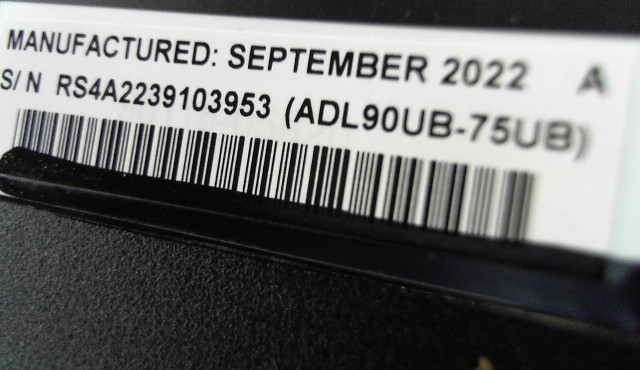 MANUFACTURED: SEPTEMBER 2022 A
S/N RS4A2239103953 (ADL90UB-75UB)